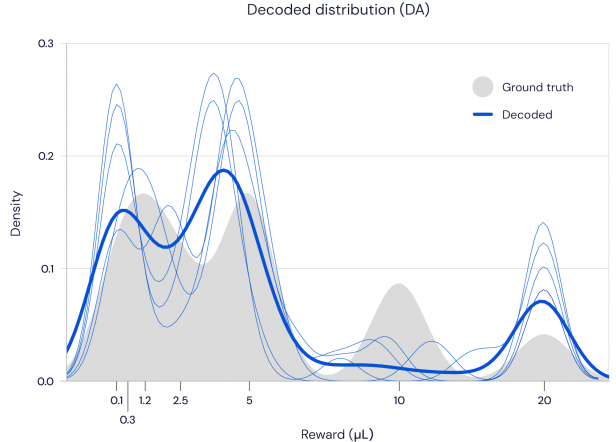 Decoded distribution (DA)
0.3
Ground truth
Decoded
0.2
Density
0.1
0.0
0.1 1.2 2.5 5 10 20
0.3
Reward (μL)